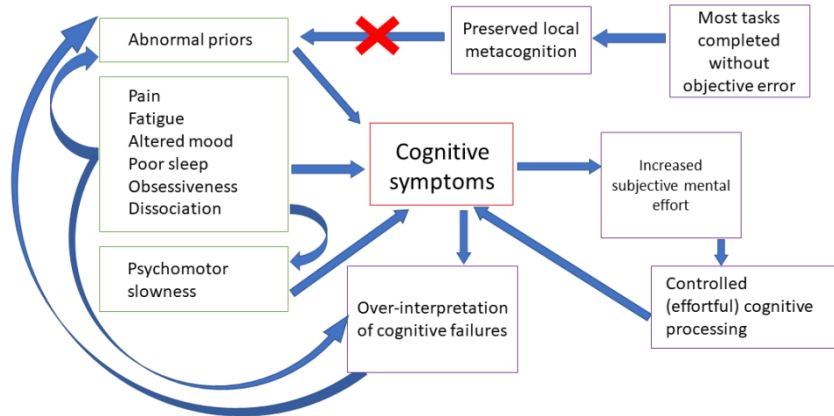 Abnormal priors
Preserved local
metacognition
Most tasks
completed
without
objective error
Pain
Fatigue
Altered mood
Poor sleep
Obsessiveness
Dissociation
Cognitive
symptoms
Increased
subjective mental
effort
Psychomotor
slowness
Over-interpretation
of cognitive failures
Controlled
(effortful) cognitive
processing